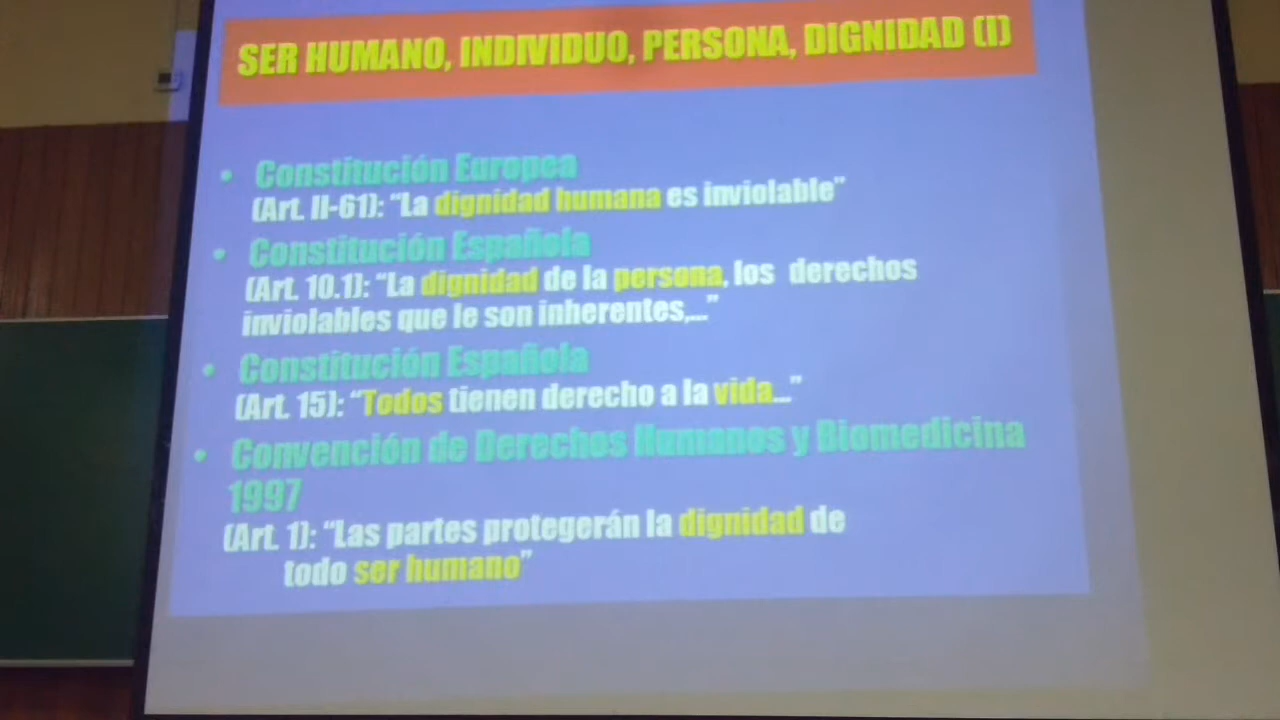 SER HUMANO, INDIVIDUO, PERSONA, DIGNIDAD (I)
• Constitución Europea
(Art. II-61): “La dignidad humana es inviolable”
• Constitución Española
(Art. 10.1): “La dignidad de la persona, los derechos
inviolables que le son inherentes,...”
• Constitución Española
(Art. 15): “Todos tienen derecho a la vida...”
• Convención de Derechos Humanos y Biomedicina
1997
(Art. 1): “Las partes protegerán la dignidad de
todo ser humano”